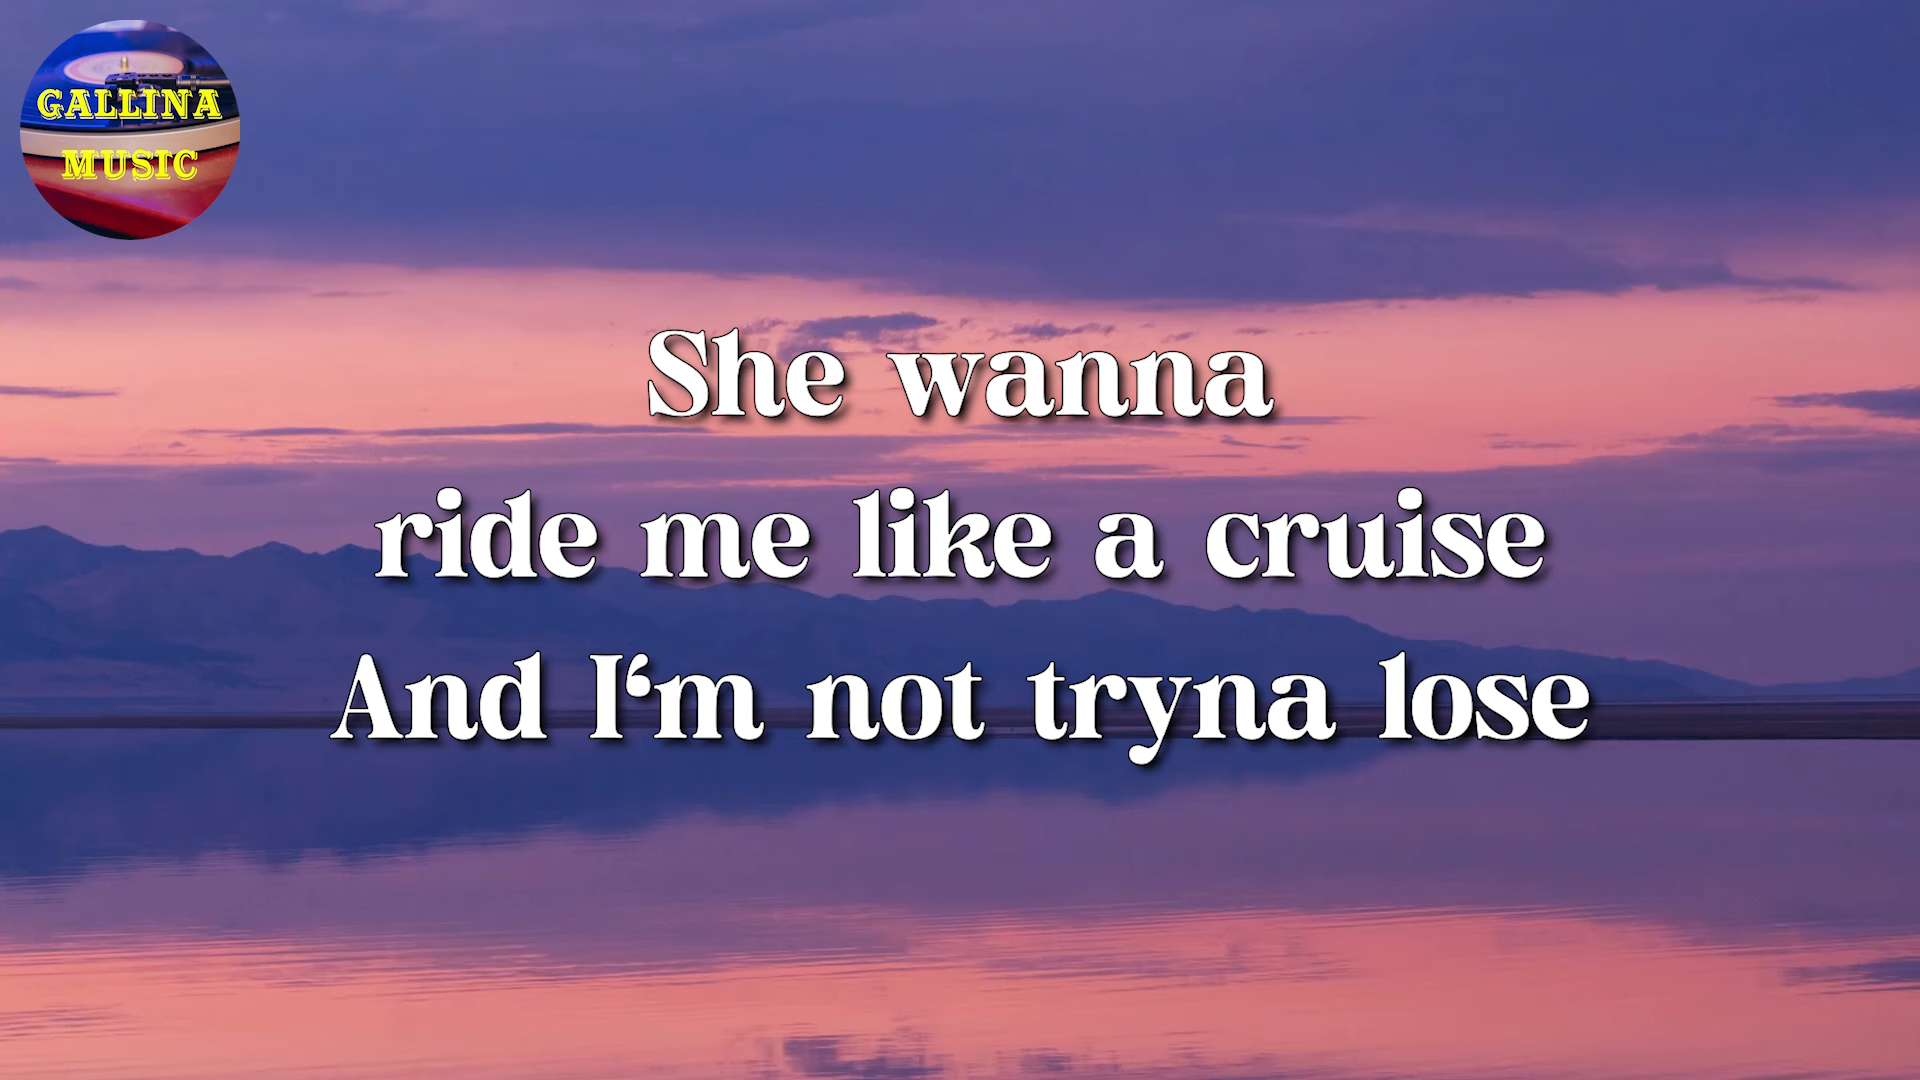 GALLINA
MUSIC
She wanna
ride me like a cruise
And I‘m not tryna lose